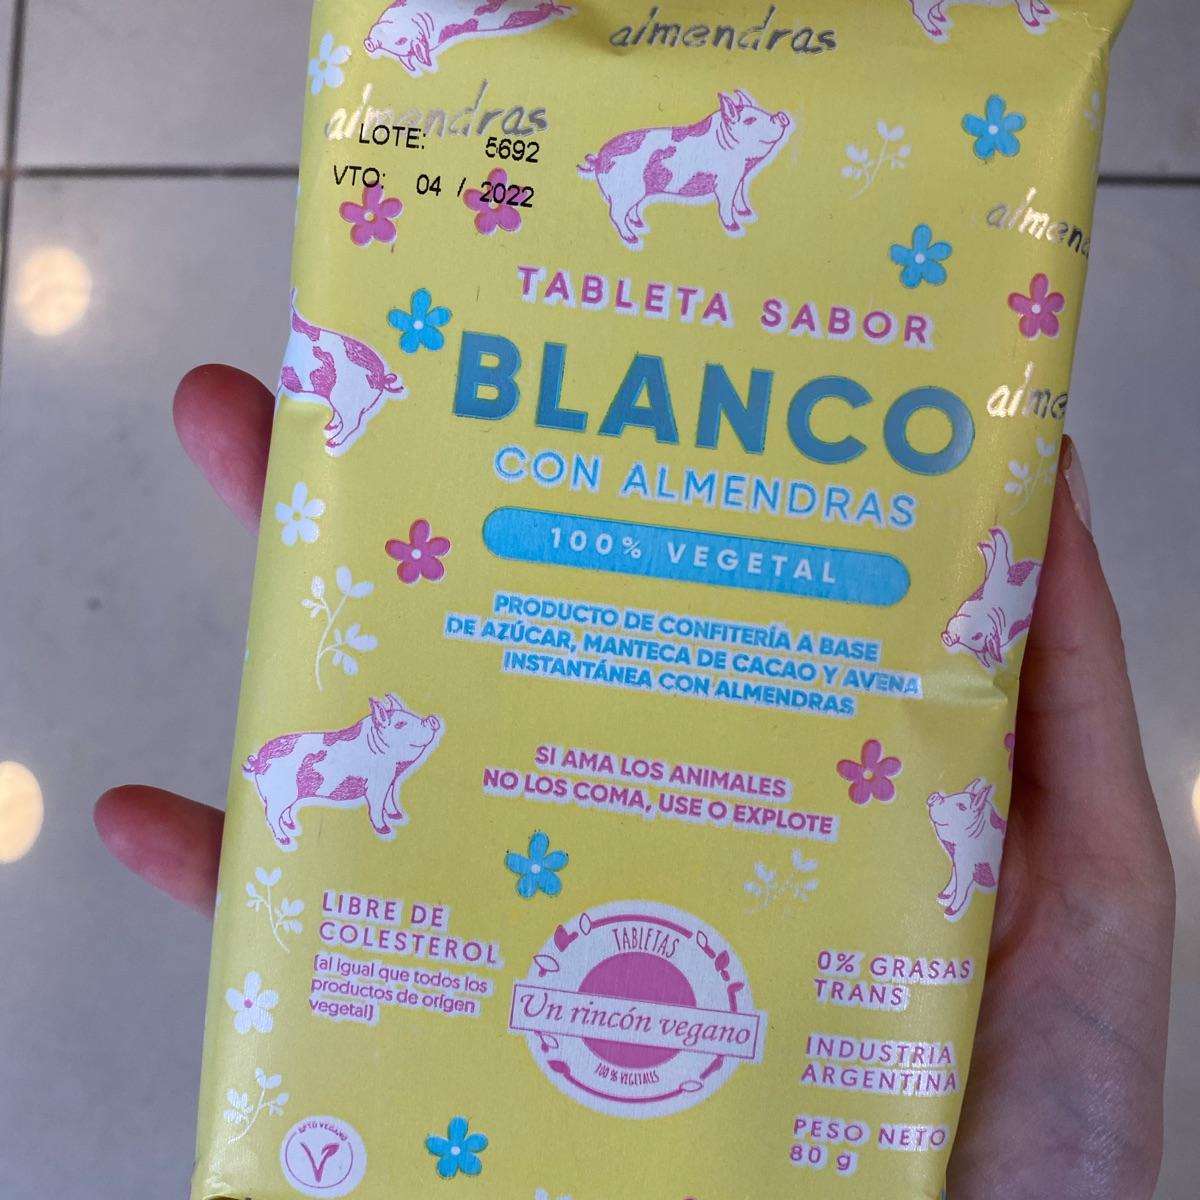 almendras
almendras
LOTE: 5692
VTO: 04 / 2022
TABLETA SABOR
BLANCO
CON ALMENDRAS
100% VEGETAL
PRODUCTO DE CONFITERÍA A BASE
DE AZÚCAR, MANTECA DE CACAO Y AVENA
INSTANTÁNEA CON ALMENDRAS
SI AMA LOS ANIMALES
NO LOS COMA, USE O EXPLOTE
LIBRE DE
COLESTEROL
(al igual que todos los
productos de origen
vegetal)
TABLETAS
Un rincón vegano
100% VEGETALES
0% GRASAS
TRANS
INDUSTRIA
ARGENTINA
PESO NETO
80 g
APTO VEGANO
V